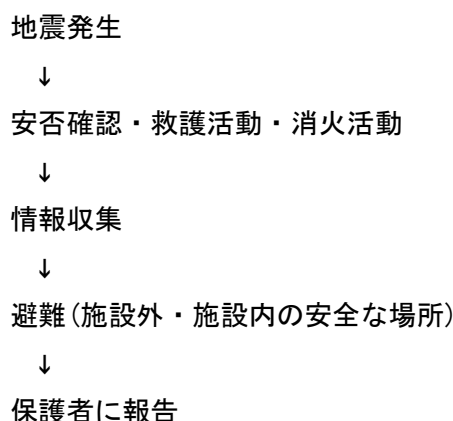 地震発生
↓
安否確認・救護活動・消火活動
↓
情報収集
↓
避難(施設外・施設内の安全な場所)
↓
保護者に報告